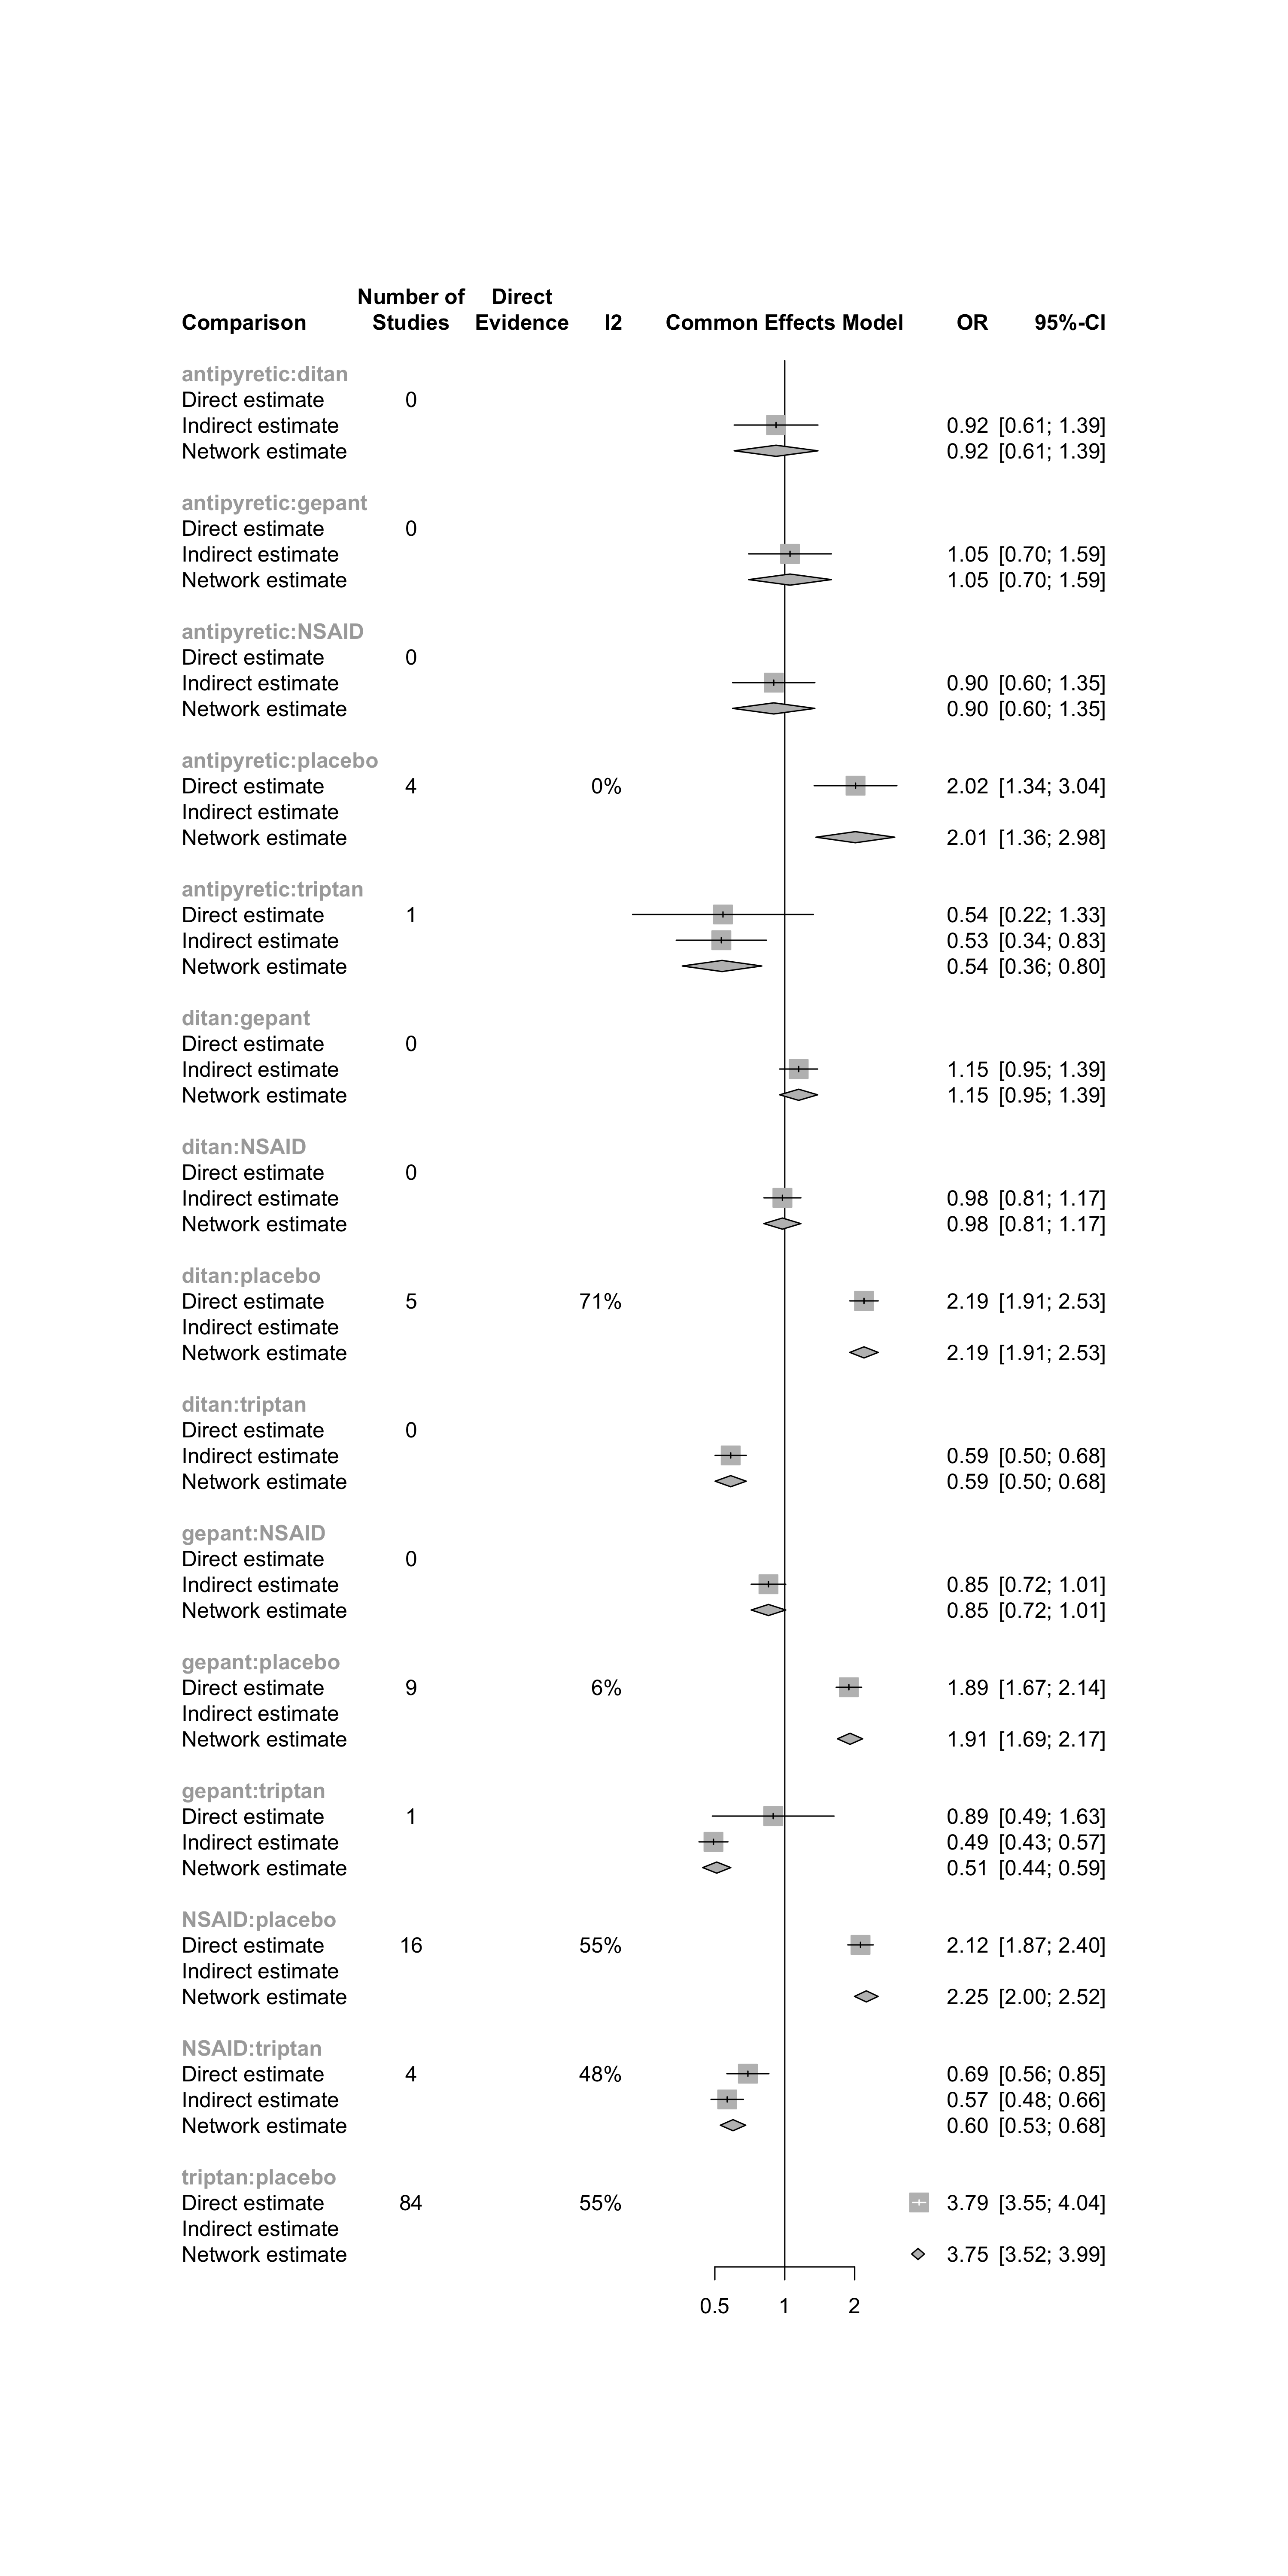 Number of Direct
Comparison Studies Evidence I2 Common Effects Model OR 95%-CI
antipyretic:ditan
Direct estimate 0
Indirect estimate 0.92 [0.61; 1.39]
Network estimate 0.92 [0.61; 1.39]
antipyretic:gepant
Direct estimate 0
Indirect estimate 1.05 [0.70; 1.59]
Network estimate 1.05 [0.70; 1.59]
antipyretic:NSAID
Direct estimate 0
Indirect estimate 0.90 [0.60; 1.35]
Network estimate 0.90 [0.60; 1.35]
antipyretic:placebo
Direct estimate 4 0% 2.02 [1.34; 3.04]
Indirect estimate
Network estimate 2.01 [1.36; 2.98]
antipyretic:triptan
Direct estimate 1 0.54 [0.22; 1.33]
Indirect estimate 0.53 [0.34; 0.83]
Network estimate 0.54 [0.36; 0.80]
ditan:gepant
Direct estimate 0
Indirect estimate 1.15 [0.95; 1.39]
Network estimate 1.15 [0.95; 1.39]
ditan:NSAID
Direct estimate 0
Indirect estimate 0.98 [0.81; 1.17]
Network estimate 0.98 [0.81; 1.17]
ditan:placebo
Direct estimate 5 71% 2.19 [1.91; 2.53]
Indirect estimate
Network estimate 2.19 [1.91; 2.53]
ditan:triptan
Direct estimate 0
Indirect estimate 0.59 [0.50; 0.68]
Network estimate 0.59 [0.50; 0.68]
gepant:NSAID
Direct estimate 0
Indirect estimate 0.85 [0.72; 1.01]
Network estimate 0.85 [0.72; 1.01]
gepant:placebo
Direct estimate 9 6% 1.89 [1.67; 2.14]
Indirect estimate
Network estimate 1.91 [1.69; 2.17]
gepant:triptan
Direct estimate 1 0.89 [0.49; 1.63]
Indirect estimate 0.49 [0.43; 0.57]
Network estimate 0.51 [0.44; 0.59]
NSAID:placebo
Direct estimate 16 55% 2.12 [1.87; 2.40]
Indirect estimate
Network estimate 2.25 [2.00; 2.52]
NSAID:triptan
Direct estimate 4 48% 0.69 [0.56; 0.85]
Indirect estimate 0.57 [0.48; 0.66]
Network estimate 0.60 [0.53; 0.68]
triptan:placebo
Direct estimate 84 55% 3.79 [3.55; 4.04]
Indirect estimate
Network estimate 3.75 [3.52; 3.99]
0.5 1 2